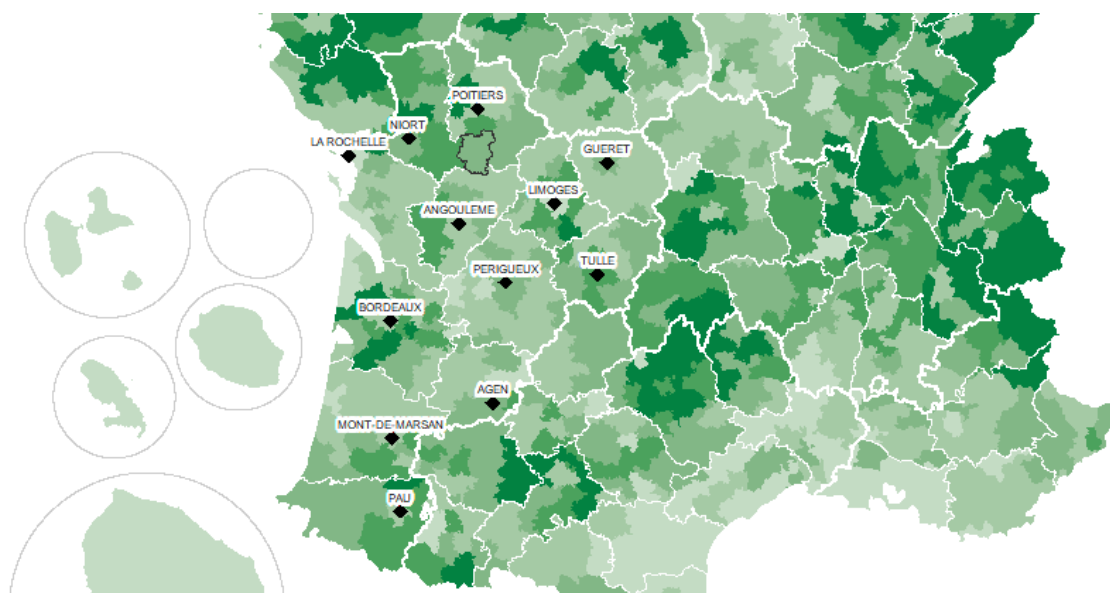 POITIERS
NIORT
LA ROCHELLE
GUERET
LIMOGES
ANGOULEME
PERIGUEUX
TULLE
BORDEAUX
AGEN
MONT-DE-MARSAN
PAU